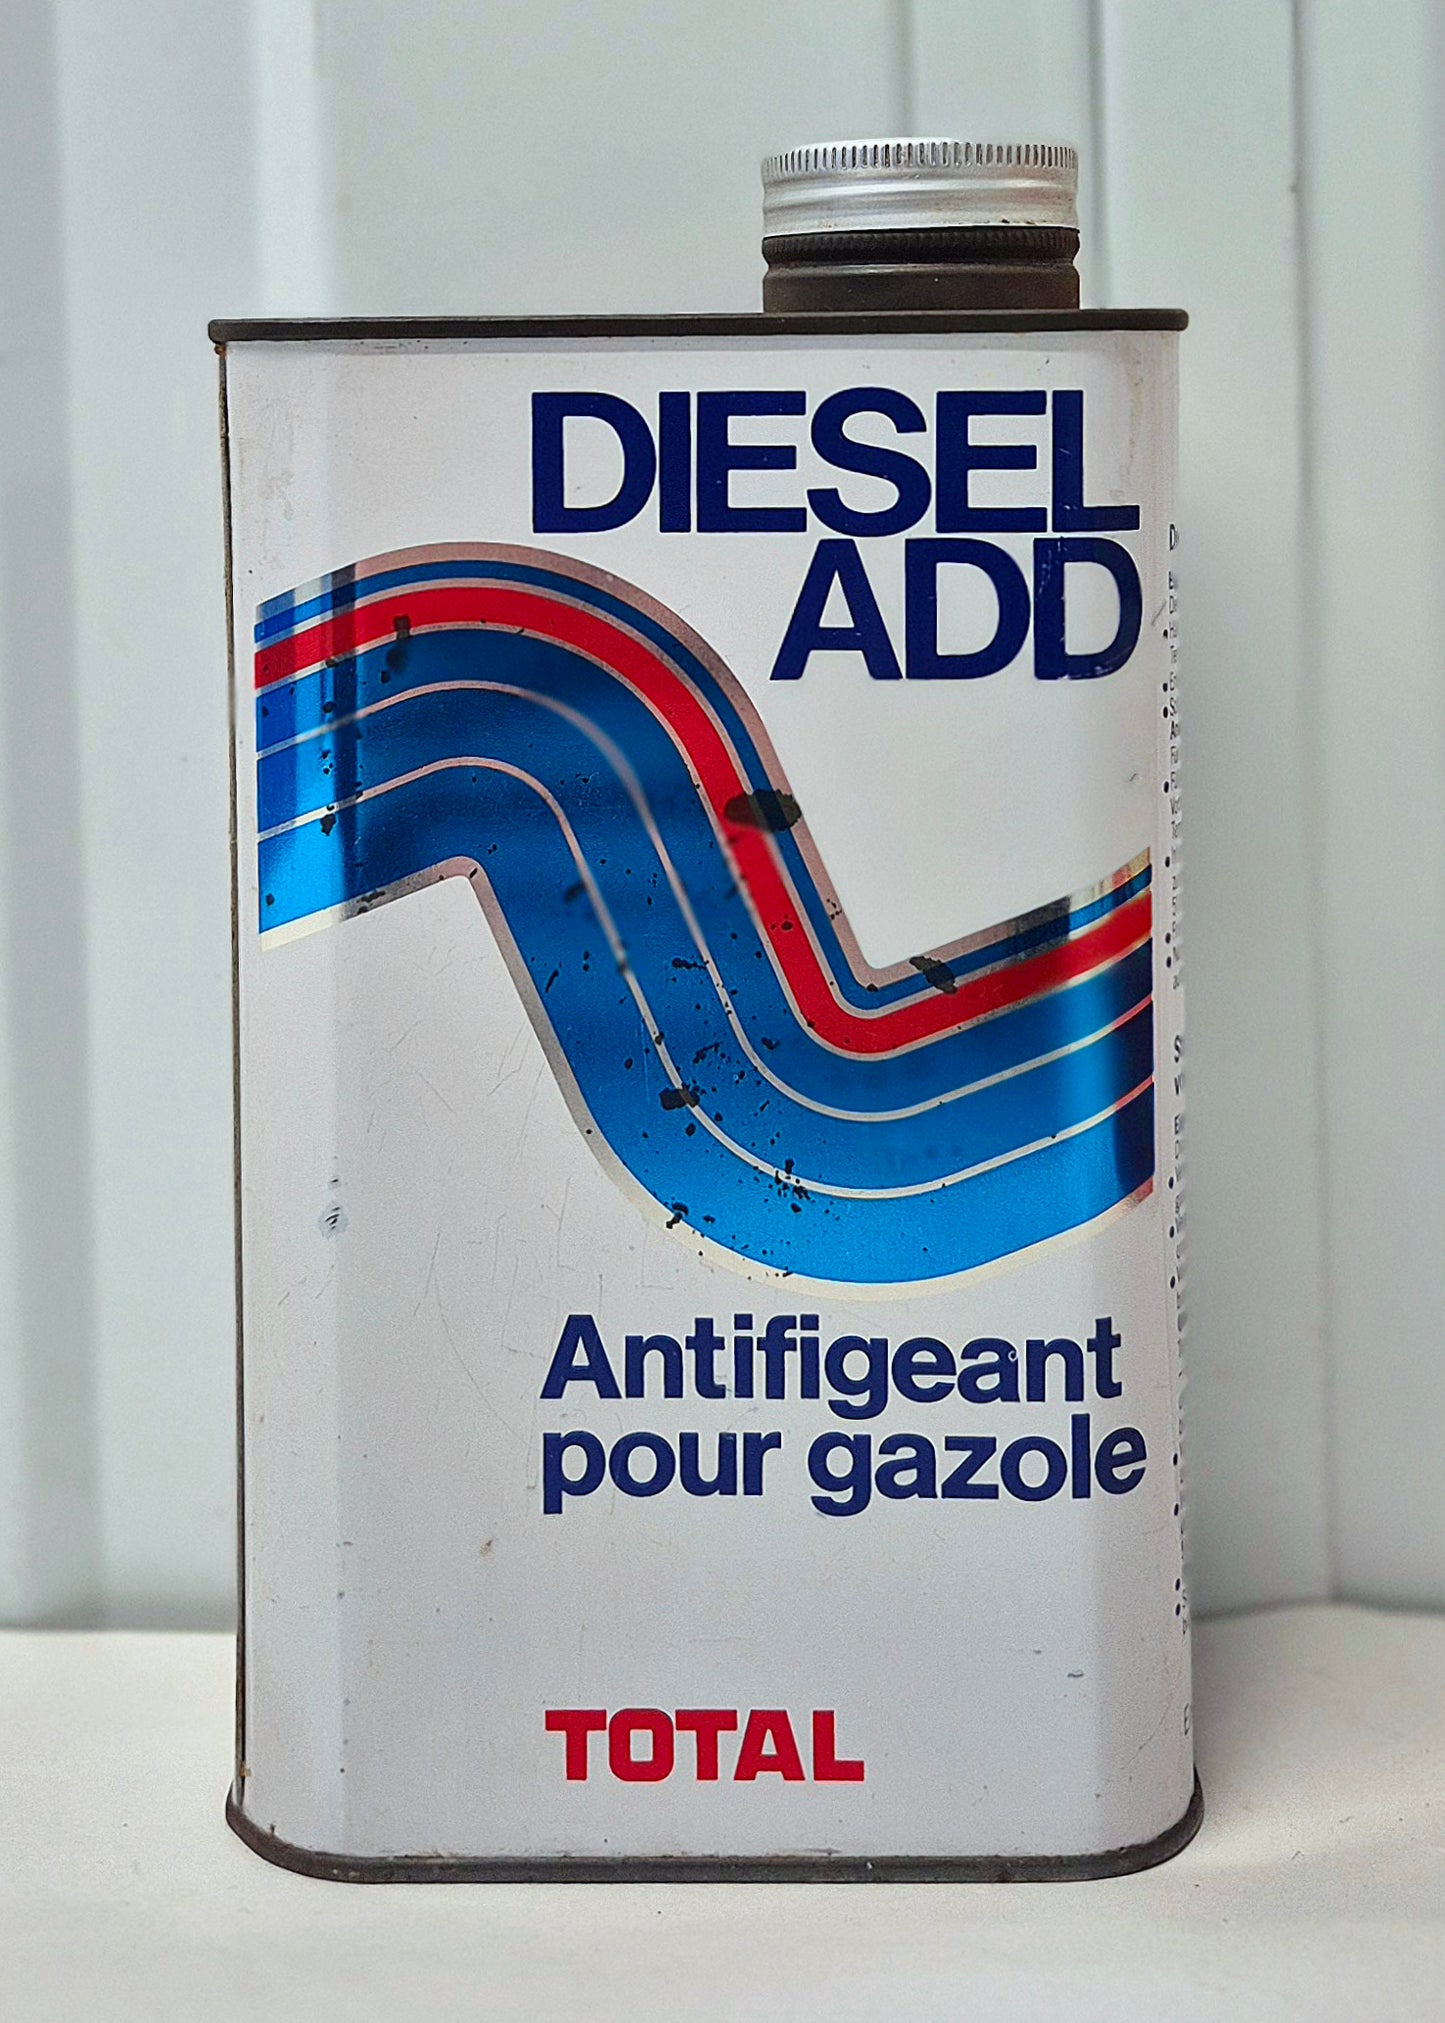 DIESEL
ADD
Antifigeant
pour gazole
TOTAL